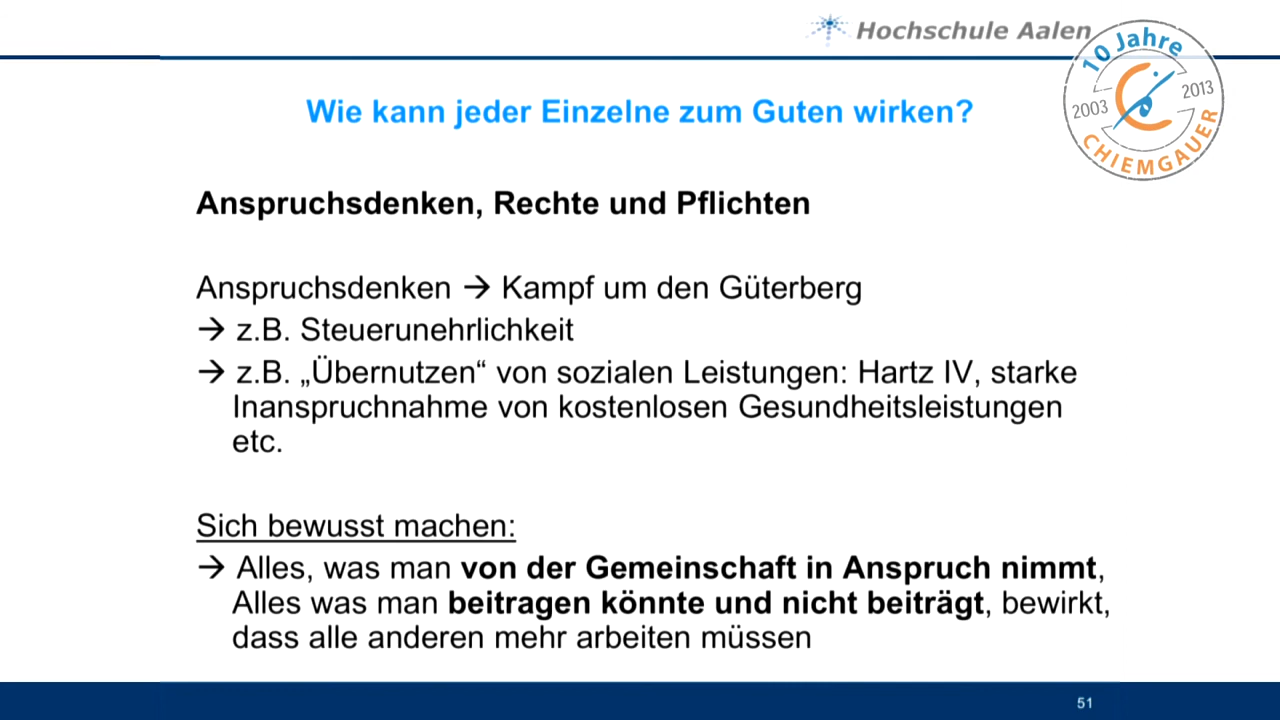 Hochschule Aalen
10 Jahre
2003
2013
CHIEMGAUER
Wie kann jeder Einzelne zum Guten wirken?
Anspruchsdenken, Rechte und Pflichten
Anspruchsdenken → Kampf um den Güterberg
→ z.B. Steuerunehrlichkeit
→ z.B. „Übernutzen“ von sozialen Leistungen: Hartz IV, starke
Inanspruchnahme von kostenlosen Gesundheitsleistungen
etc.
Sich bewusst machen:
→ Alles, was man von der Gemeinschaft in Anspruch nimmt,
Alles was man beitragen könnte und nicht beiträgt, bewirkt,
dass alle anderen mehr arbeiten müssen
51